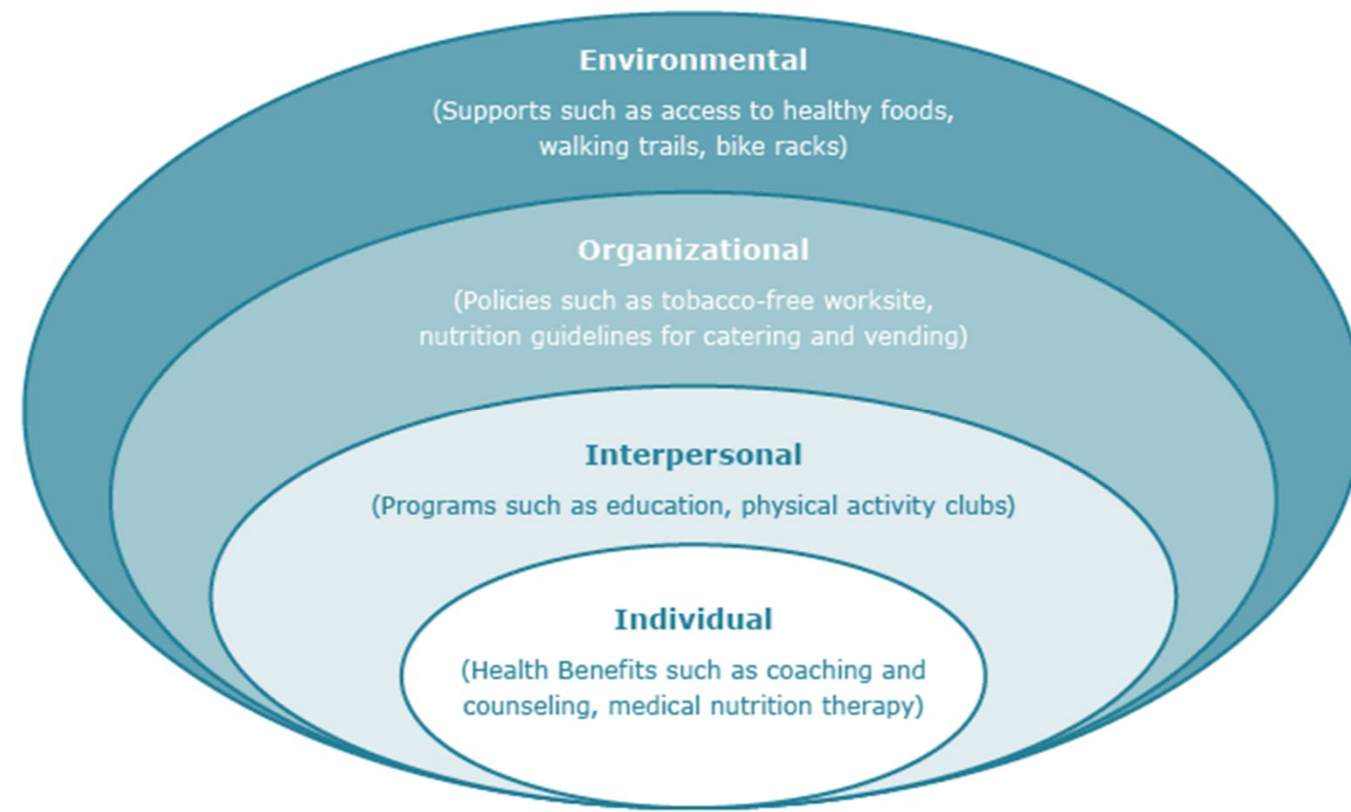 Environmental
(Supports such as access to healthy foods,
walking trails, bike racks)
Organizational
(Policies such as tobacco-free worksite,
nutrition guidelines for catering and vending)
Interpersonal
(Programs such as education, physical activity clubs)
Individual
(Health Benefits such as coaching and
counseling, medical nutrition therapy)